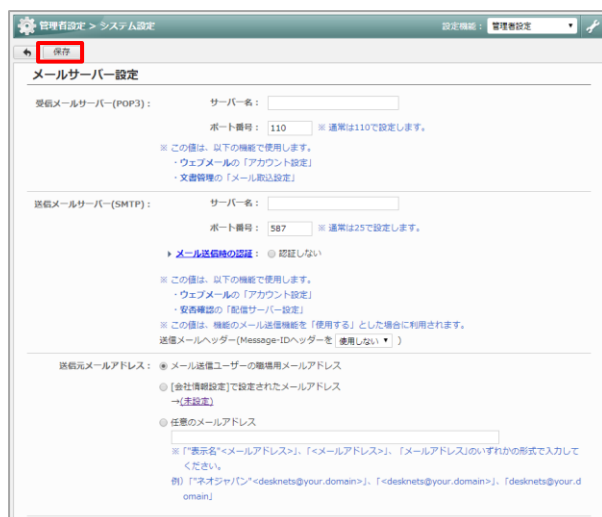 管理者設定 > システム設定
設定機能： 管理者設定
保存
メールサーバー設定
受信メールサーバー(POP3)： サーバー名：
ポート番号： 110 ※ 通常は110で設定します。
※ この値は、以下の機能で使用します。
・ウェブメールの「アカウント設定」
・文書管理の「メール取込設定」
送信メールサーバー(SMTP)： サーバー名：
ポート番号： 587 ※ 通常は25で設定します。
メール送信時の認証： 認証しない
※ この値は、以下の機能で使用します。
・ウェブメールの「アカウント設定」
・安否確認の「配信サーバー設定」
※ この値は、機能のメール送信機能を「使用する」とした場合に利用されます。
送信メールヘッダー(Message-IDヘッダーを 使用しない )
送信元メールアドレス： メール送信ユーザーの職場用メールアドレス
[会社情報設定]で設定されたメールアドレス
→(未設定)
任意のメールアドレス
※「"表示名"<メールアドレス>」、「<メールアドレス>」、「メールアドレス」のいずれかの形式で入力して
ください。
例)「"ネオジャパン"<desknets@your.domain>」、「<desknets@your.domain>」、「desknets@your.d
omain」